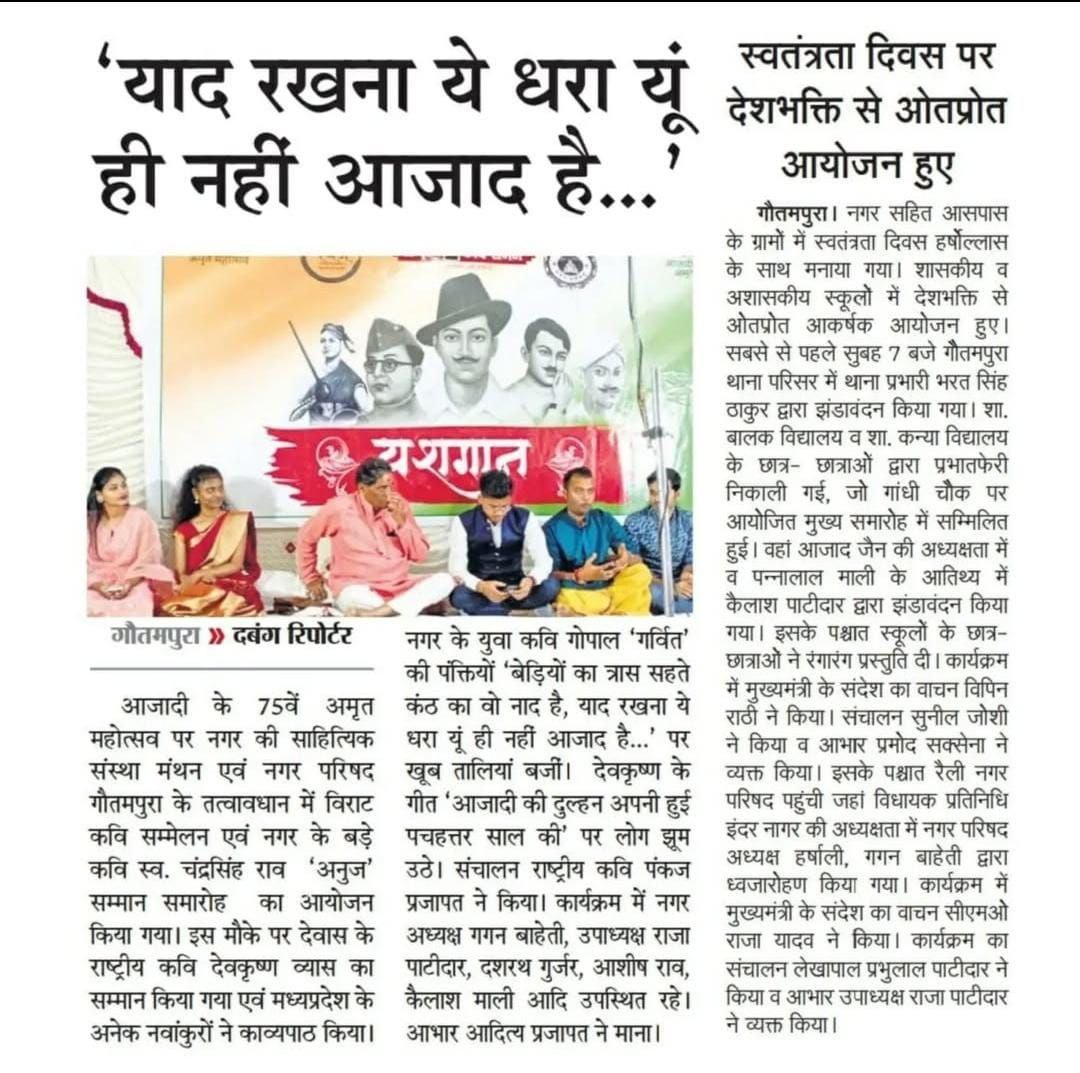 ‘याद रखना ये धरा यूं
ही नहीं आजाद है...’
यशगान
गौतमपुरा » दबंग रिपोर्टर
आजादी के 75वें अमृत
महोत्सव पर नगर की साहित्यिक
संस्था मंथन एवं नगर परिषद
गौतमपुरा के तत्वावधान में विराट
कवि सम्मेलन एवं नगर के बड़े
कवि स्व. चंद्रसिंह राव ‘अनुज’
सम्मान समारोह का आयोजन
किया गया। इस मौके पर देवास के
राष्ट्रीय कवि देवकृष्ण व्यास का
सम्मान किया गया एवं मध्यप्रदेश के
अनेक नवांकुरों ने काव्यपाठ किया।
नगर के युवा कवि गोपाल ‘गर्वित’
की पंक्तियों ‘बेड़ियों का त्रास सहते
कंठ का वो नाद है, याद रखना ये
धरा यूं ही नहीं आजाद है...’ पर
खूब तालियां बजीं। देवकृष्ण के
गीत ‘आजादी की दुल्हन अपनी हुई
पचहत्तर साल की’ पर लोग झूम
उठे। संचालन राष्ट्रीय कवि पंकज
प्रजापत ने किया। कार्यक्रम में नगर
अध्यक्ष गगन बाहेती, उपाध्यक्ष राजा
पाटीदार, दशरथ गुर्जर, आशीष राव,
कैलाश माली आदि उपस्थित रहे।
आभार आदित्य प्रजापत ने माना।
स्वतंत्रता दिवस पर
देशभक्ति से ओतप्रोत
आयोजन हुए
गौतमपुरा। नगर सहित आसपास
के ग्रामों में स्वतंत्रता दिवस हर्षोल्लास
के साथ मनाया गया। शासकीय व
अशासकीय स्कूलों में देशभक्ति से
ओतप्रोत आकर्षक आयोजन हुए।
सबसे से पहले सुबह 7 बजे गौतमपुरा
थाना परिसर में थाना प्रभारी भरत सिंह
ठाकुर द्वारा झंडावंदन किया गया। शा.
बालक विद्यालय व शा. कन्या विद्यालय
के छात्र- छात्राओं द्वारा प्रभातफेरी
निकाली गई, जो गांधी चौक पर
आयोजित मुख्य समारोह में सम्मिलित
हुई। वहां आजाद जैन की अध्यक्षता में
व पन्नालाल माली के आतिथ्य में
कैलाश पाटीदार द्वारा झंडावंदन किया
गया। इसके पश्चात स्कूलों के छात्र-
छात्राओं ने रंगारंग प्रस्तुति दी। कार्यक्रम
में मुख्यमंत्री के संदेश का वाचन विपिन
राठी ने किया। संचालन सुनील जोशी
ने किया व आभार प्रमोद सक्सेना ने
व्यक्त किया। इसके पश्चात रैली नगर
परिषद पहुंची जहां विधायक प्रतिनिधि
इंदर नागर की अध्यक्षता में नगर परिषद
अध्यक्ष हर्षाली, गगन बाहेती द्वारा
ध्वजारोहण किया गया। कार्यक्रम में
मुख्यमंत्री के संदेश का वाचन सीएमओ
राजा यादव ने किया। कार्यक्रम का
संचालन लेखापाल प्रभुलाल पाटीदार ने
किया व आभार उपाध्यक्ष राजा पाटीदार
ने व्यक्त किया।